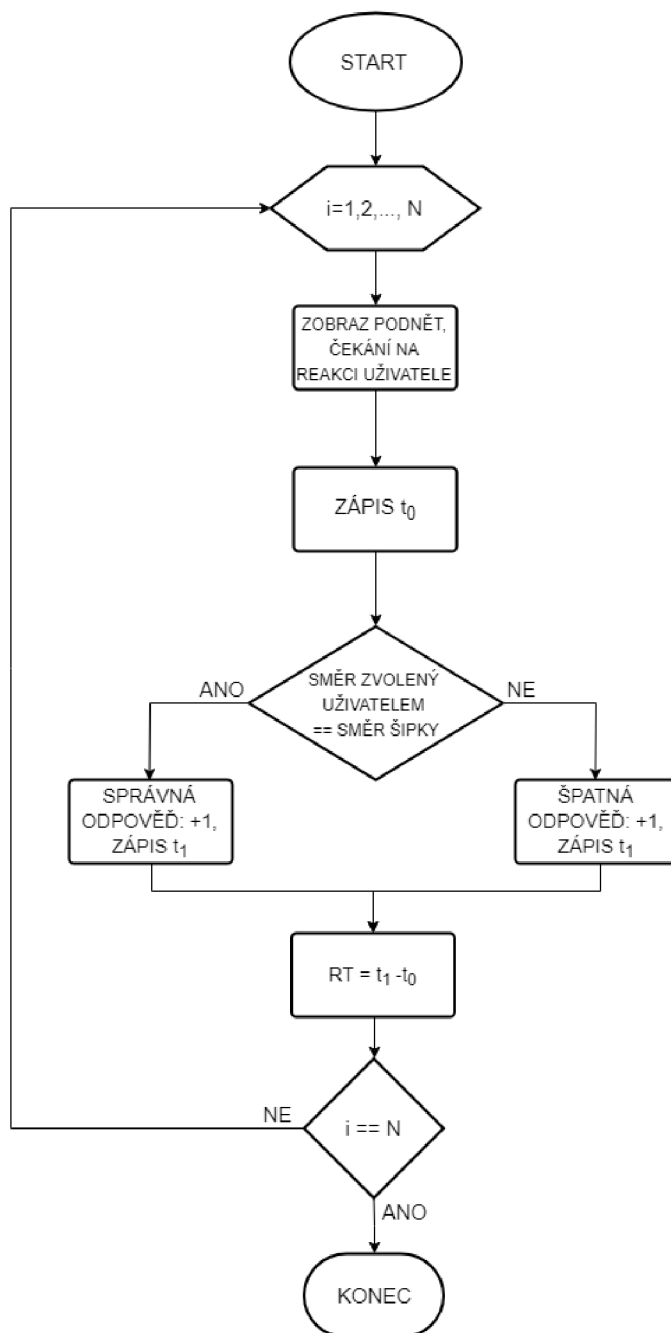 START
i=1,2,..., N
ZOBRAZ PODNĚT,
ČEKÁNÍ NA
REAKCI UŽIVATELE
ZÁPIS t₀
ANO
SMĚR ZVOLENÝ
UŽIVATELEM
== SMĚR ŠIPKY
NE
SPRÁVNÁ
ODPOVĚĎ: +1,
ZÁPIS t₁
ŠPATNÁ
ODPOVĚĎ: +1,
ZÁPIS t₁
RT = t₁ -t₀
NE
i == N
ANO
KONEC